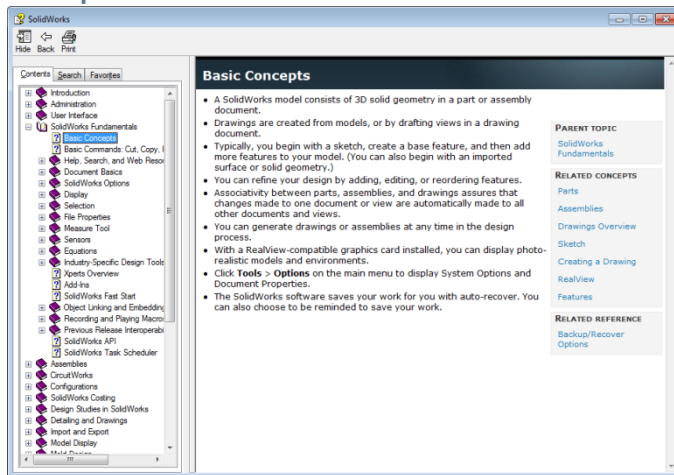 SolidWorks
Hide Back Print
Contents Search Favorites
Introduction
Administration
User Interface
SolidWorks Fundamentals
Basic Concepts
Basic Commands: Cut, Copy, I
Help, Search, and Web Resou
Document Basics
SolidWorks Options
Display
Selection
File Properties
Measure Tool
Sensors
Equations
Industry-Specific Design Tools
Xperts Overview
Add-Ins
SolidWorks Fast Start
Object Linking and Embedding
Recording and Playing Macros
Previous Release Interoperabi
SolidWorks API
SolidWorks Task Scheduler
Assemblies
CircuitWorks
Configurations
SolidWorks Costing
Design Studies in SolidWorks
Detailing and Drawings
Import and Export
Model Display
Mold Design
Basic Concepts
• A SolidWorks model consists of 3D solid geometry in a part or assembly
document.
• Drawings are created from models, or by drafting views in a drawing
document.
• Typically, you begin with a sketch, create a base feature, and then add
more features to your model. (You can also begin with an imported
surface or solid geometry.)
• You can refine your design by adding, editing, or reordering features.
• Associativity between parts, assemblies, and drawings assures that
changes made to one document or view are automatically made to all
other documents and views.
• You can generate drawings or assemblies at any time in the design
process.
• With a RealView-compatible graphics card installed, you can display photo-
realistic models and environments.
• Click Tools > Options on the main menu to display System Options and
Document Properties.
• The SolidWorks software saves your work for you with auto-recover. You
can also choose to be reminded to save your work.
PARENT TOPIC
SolidWorks
Fundamentals
RELATED CONCEPTS
Parts
Assemblies
Drawings Overview
Sketch
Creating a Drawing
RealView
Features
RELATED REFERENCE
Backup/Recover
Options